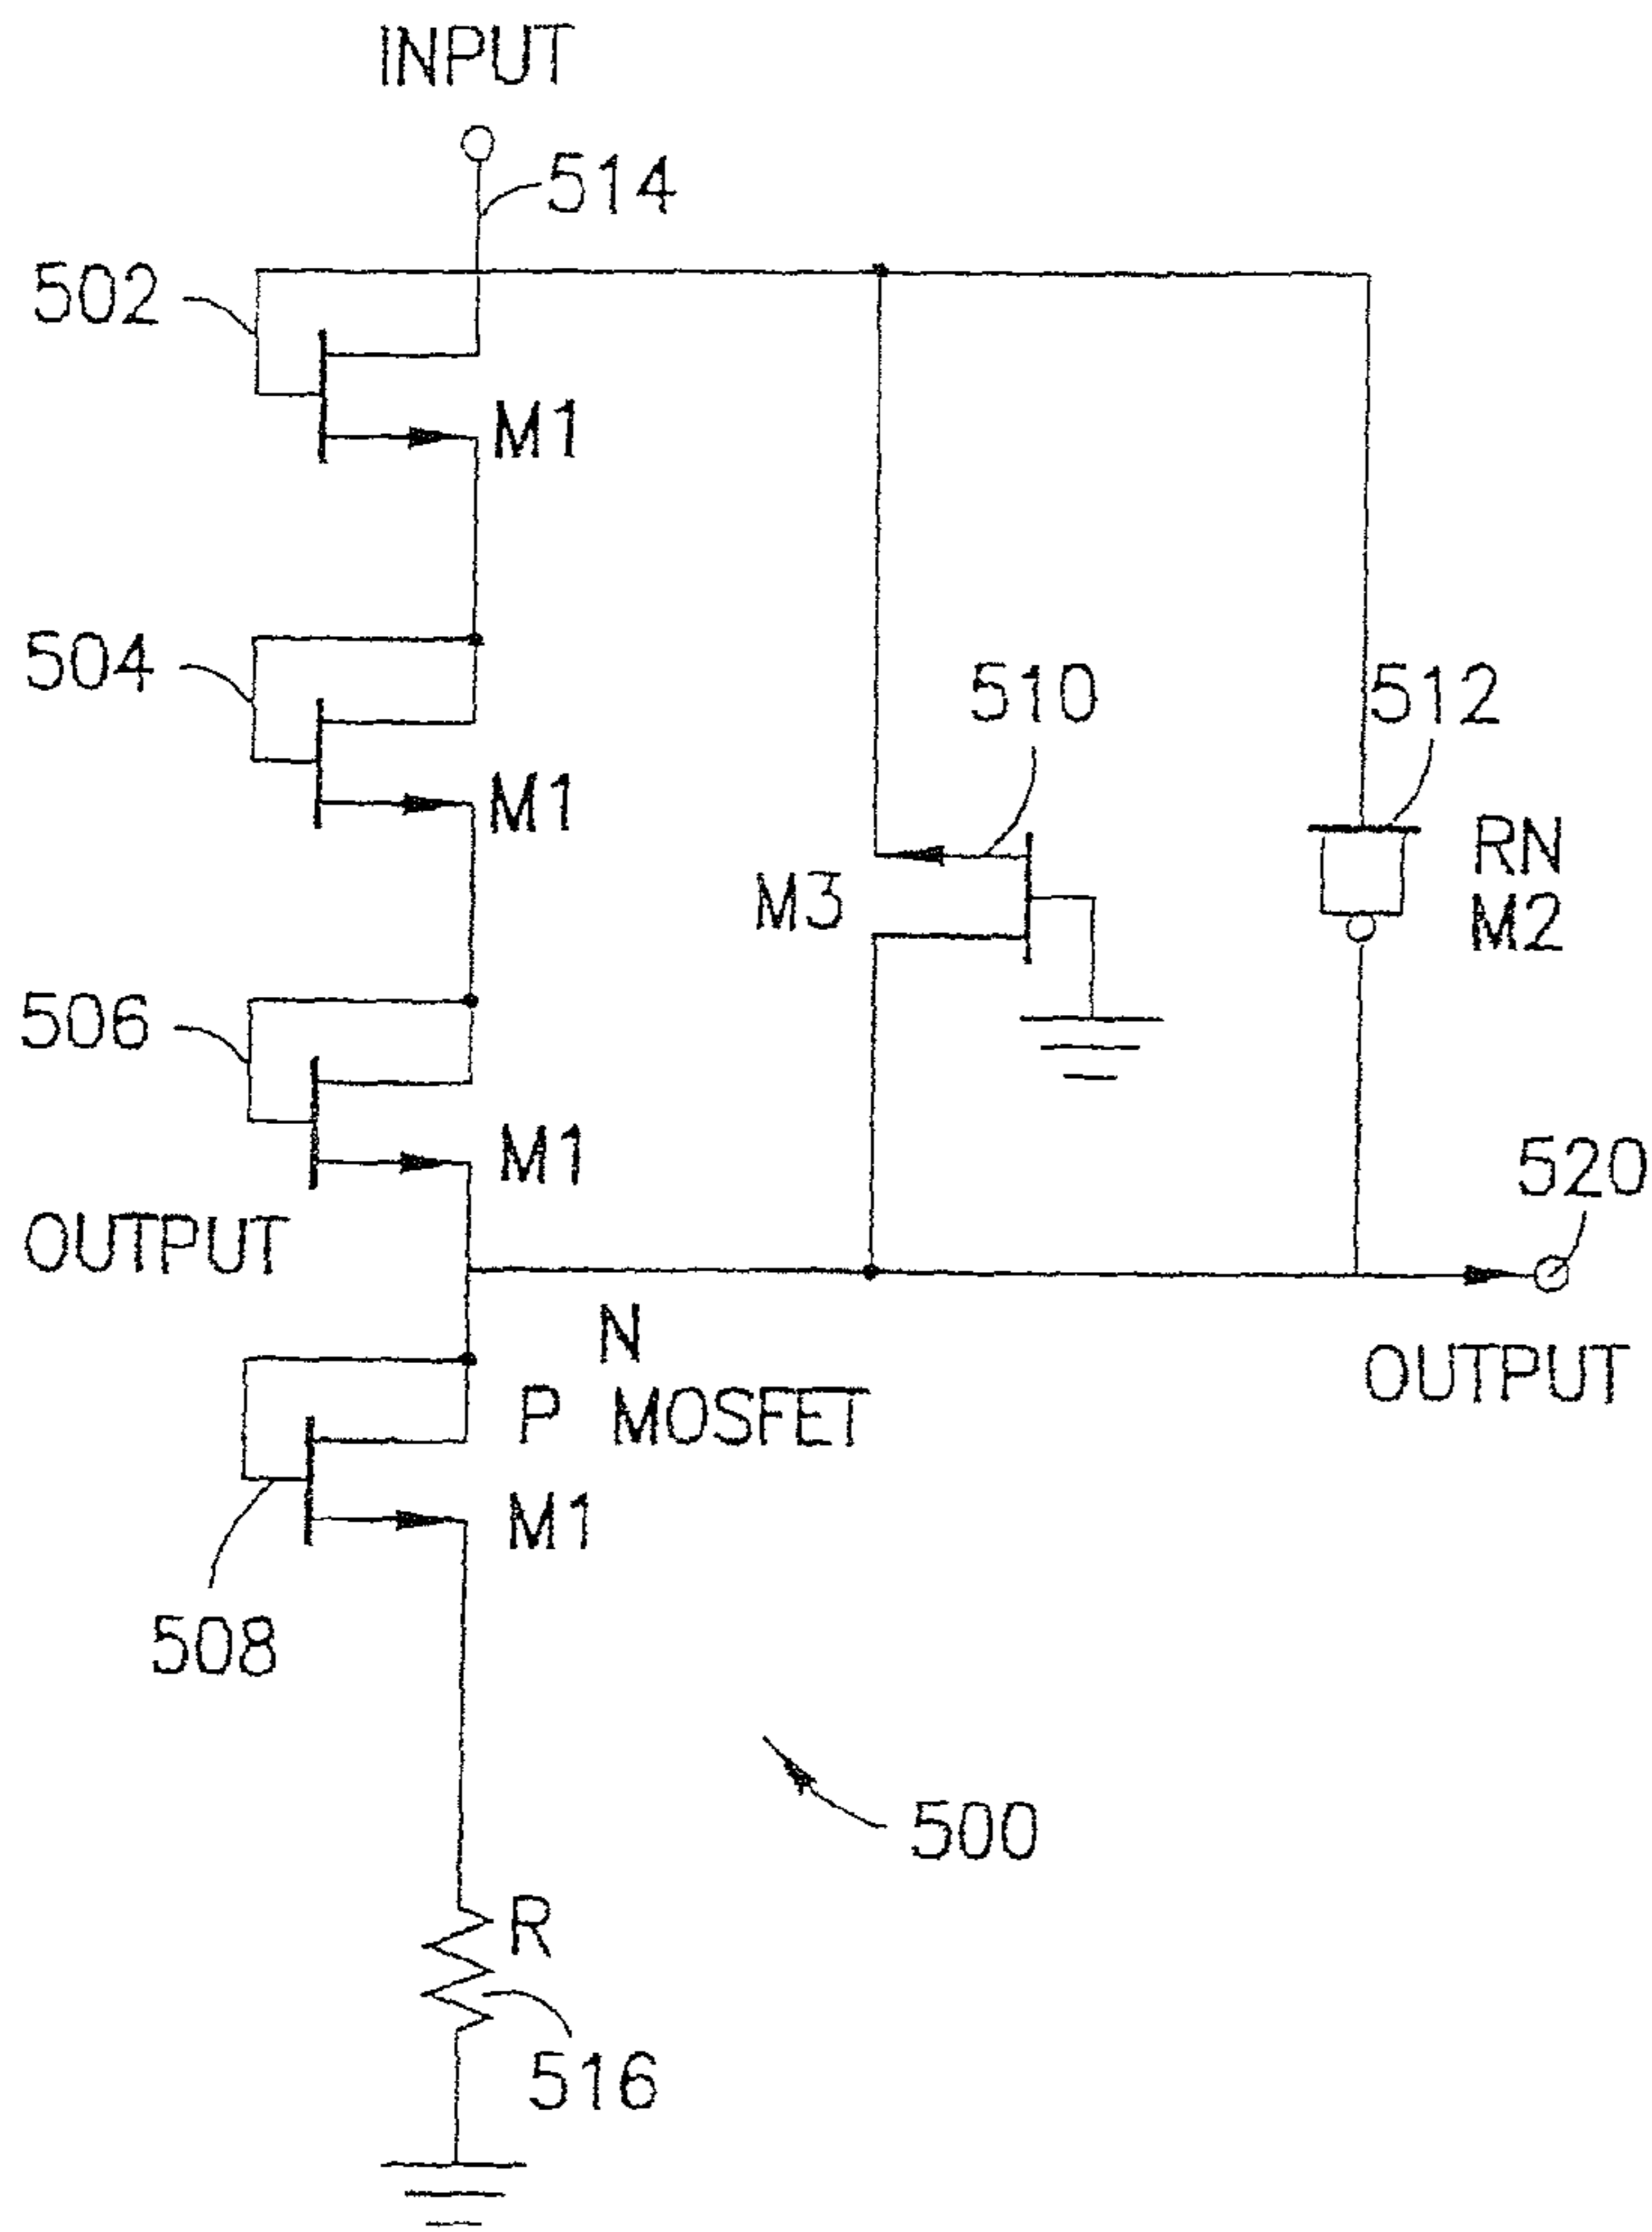 INPUT
514
502
M1
504
M1
510
512
RN
M2
M3
506
M1
520
OUTPUT
OUTPUT
N
P MOSFET
M1
508
500
R
516